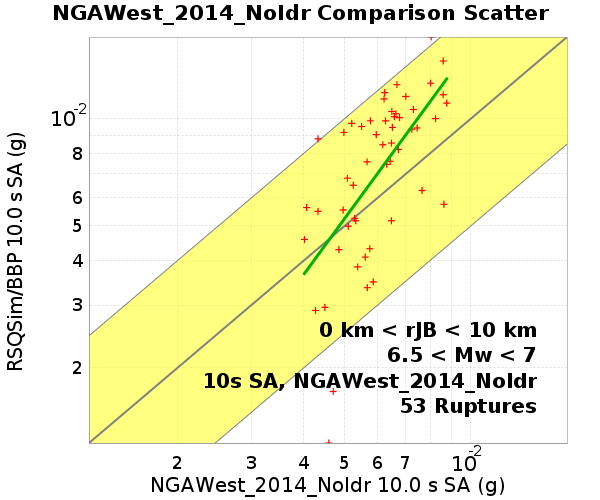 NGAWest_2014_NoIdr Comparison Scatter
RSQSim/BBP 10.0 s SA (g)
10-2
8
6
5
4
3
2
0 km < rJB < 10 km
6.5 < Mw < 7
10s SA, NGAWest_2014_NoIdr
53 Ruptures
2 3 4 5 6 7 10-2
NGAWest_2014_NoIdr 10.0 s SA (g)